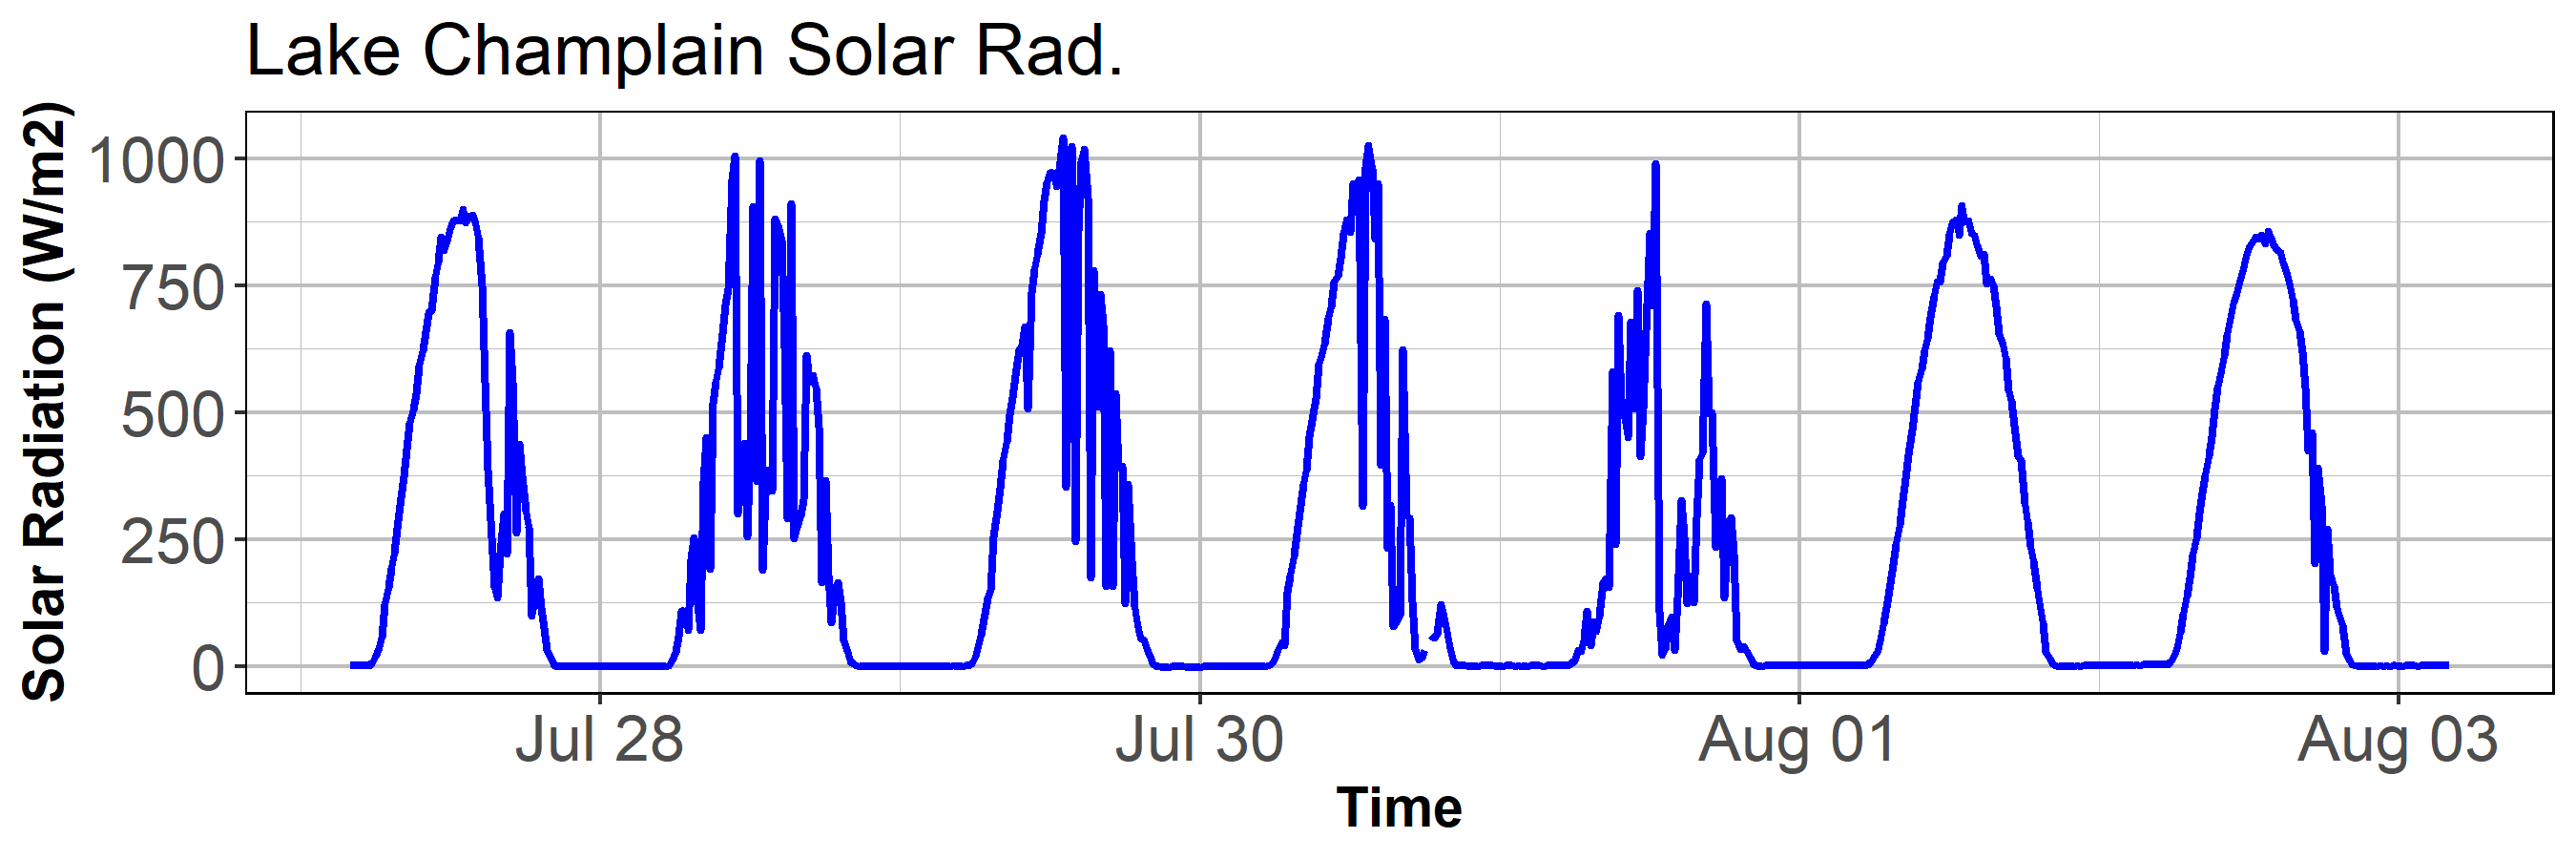 Lake Champlain Solar Rad.
Solar Radiation (W/m2)
1000
750
500
250
0
Jul 28
Jul 30
Aug 01
Aug 03
Time